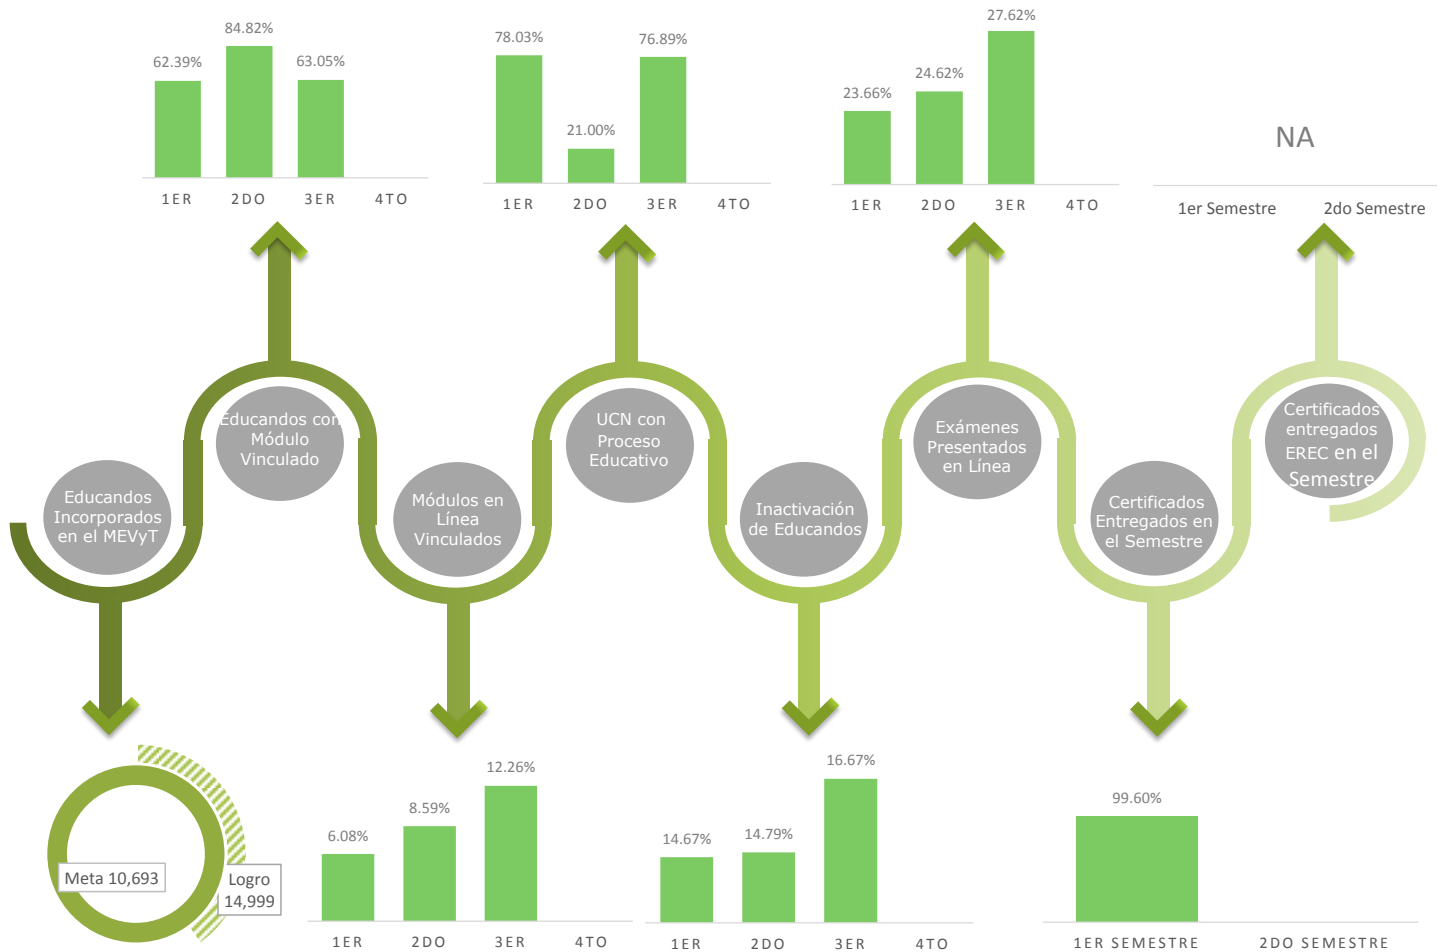 62.39%
84.82%
63.05%
1ER
2DO
3ER
4TO
78.03%
21.00%
76.89%
1ER
2DO
3ER
4TO
23.66%
24.62%
27.62%
1ER
2DO
3ER
4TO
NA
1er Semestre
2do Semestre
Educandos
Incorporados
en el MEVyT
Educandos con
Módulo
Vinculado
Módulos en
Línea
Vinculados
UCN con
Proceso
Educativo
Inactivación
de Educandos
Exámenes
Presentados
en Línea
Certificados
Entregados en
el Semestre
Certificados
entregados
EREC en el
Semestre
Meta 10,693
Logro
14,999
6.08%
8.59%
12.26%
1ER
2DO
3ER
4TO
14.67%
14.79%
16.67%
1ER
2DO
3ER
4TO
99.60%
1ER SEMESTRE
2DO SEMESTRE